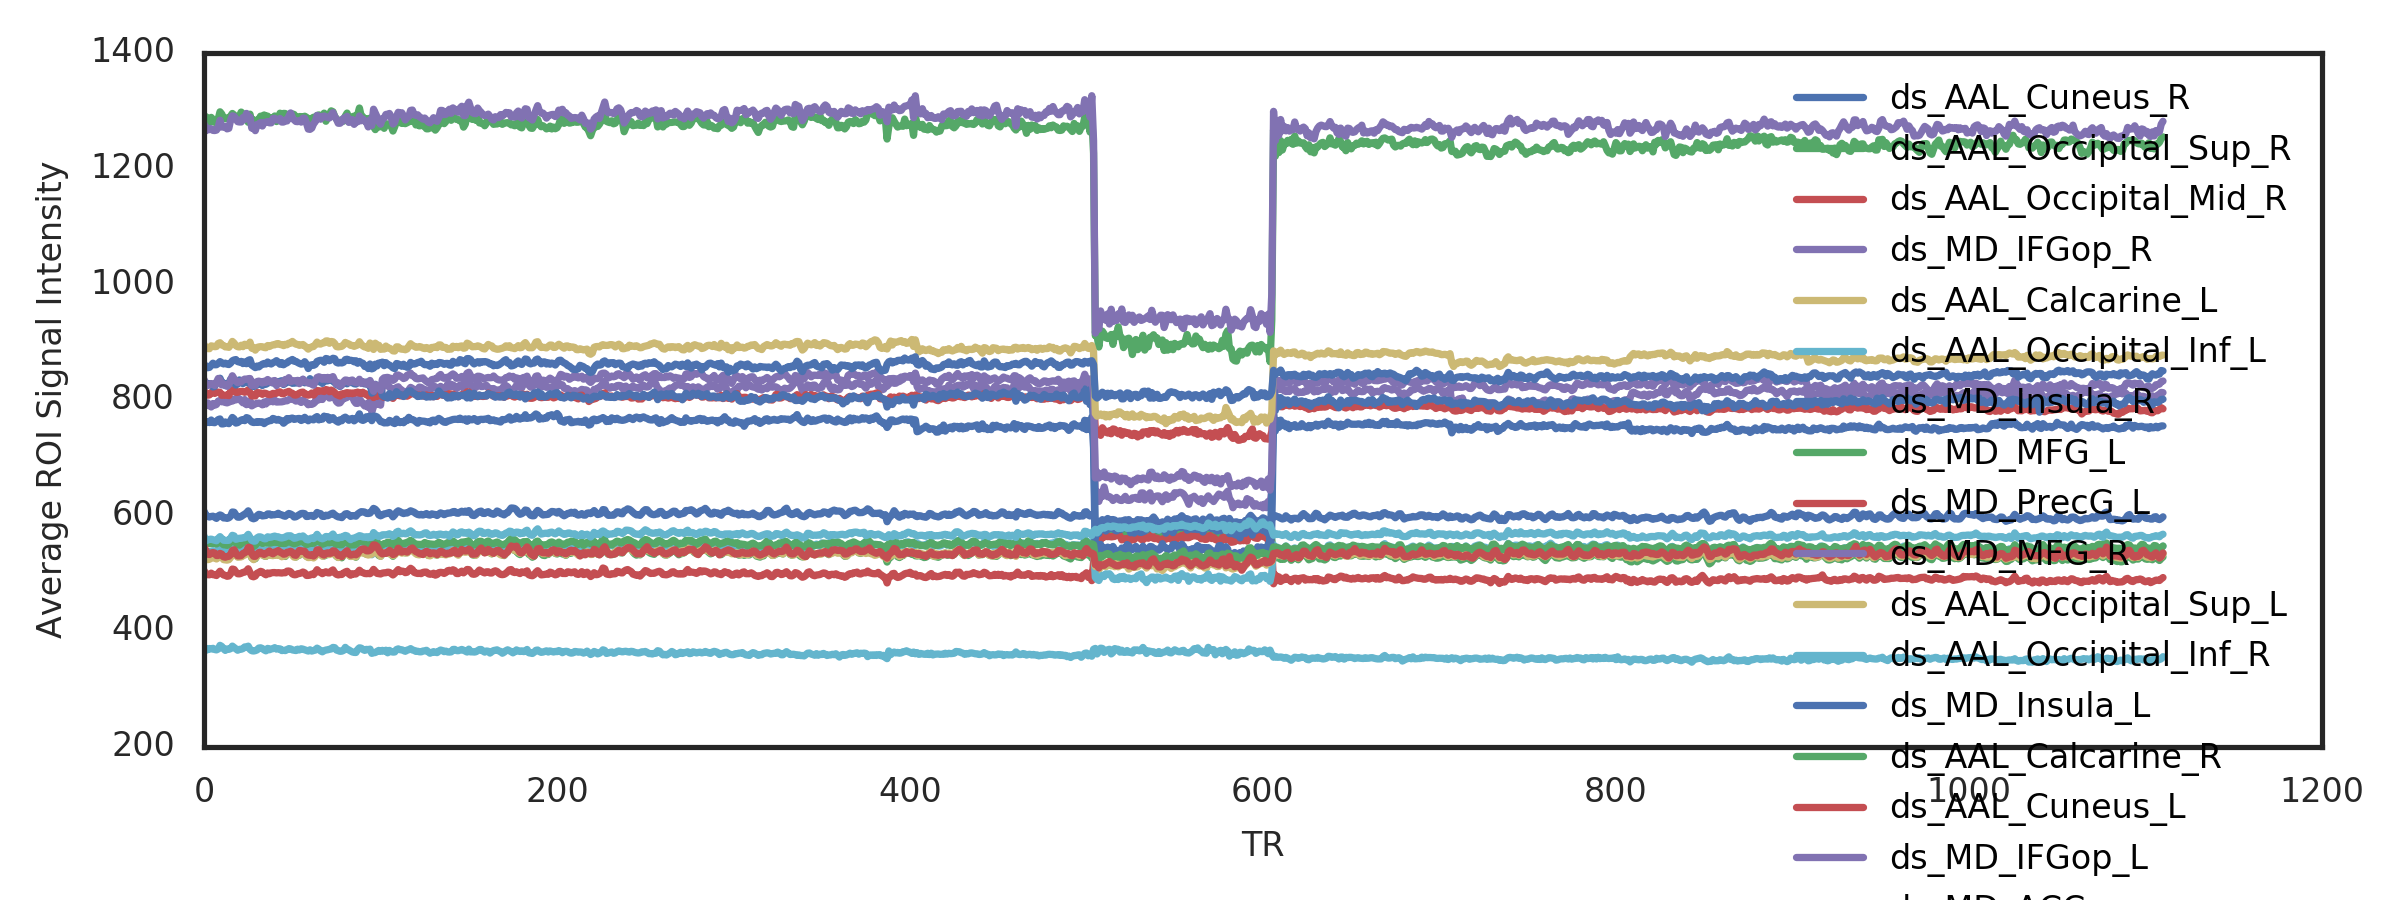 1400
1200
1000
800
600
400
200
Average ROI Signal Intensity
0 200 400 600 800 1000 1200
TR
ds_AAL_Cuneus_R
ds_AAL_Occipital_Sup_R
ds_AAL_Occipital_Mid_R
ds_MD_IFGop_R
ds_AAL_Calcarine_L
ds_AAL_Occipital_Inf_L
ds_MD_Insula_R
ds_MD_MFG_L
ds_MD_PrecG_L
ds_MD_MFG_R
ds_AAL_Occipital_Sup_L
ds_AAL_Occipital_Inf_R
ds_MD_Insula_L
ds_AAL_Calcarine_R
ds_AAL_Cuneus_L
ds_MD_IFGop_L